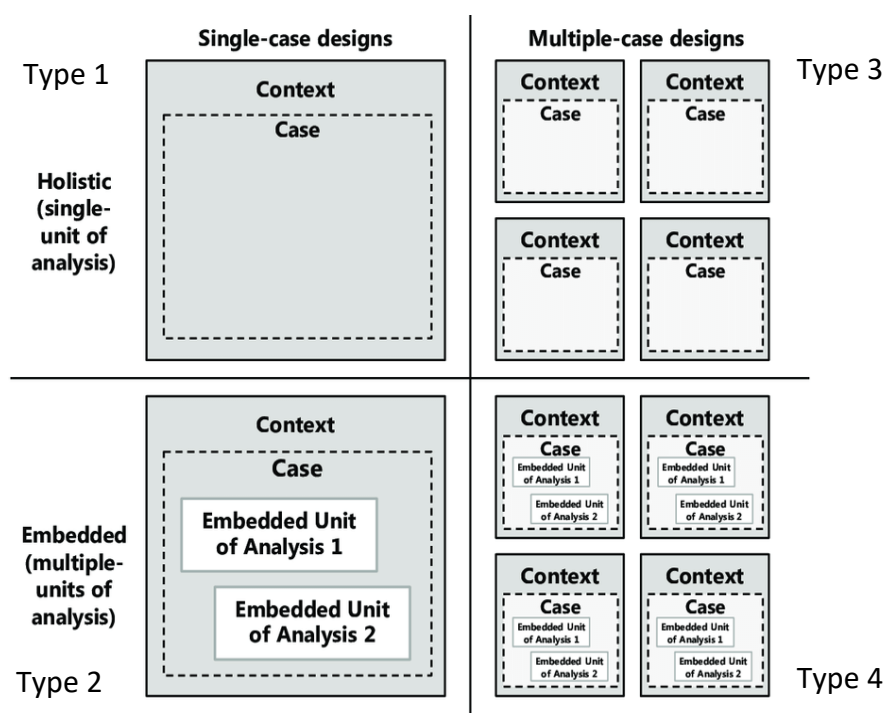 Single-case designs
Multiple-case designs
Type 1
Type 3
Holistic
(single-
unit of
analysis)
Context
Case
Context
Case
Context
Case
Context
Case
Context
Case
Embedded
(multiple-
units of
analysis)
Type 2
Context
Case
Embedded Unit
of Analysis 1
Embedded Unit
of Analysis 2
Context
Case
Embedded Unit
of Analysis 1
Embedded Unit
of Analysis 2
Context
Case
Embedded Unit
of Analysis 1
Embedded Unit
of Analysis 2
Context
Case
Embedded Unit
of Analysis 1
Embedded Unit
of Analysis 2
Context
Case
Embedded Unit
of Analysis 1
Embedded Unit
of Analysis 2
Type 4